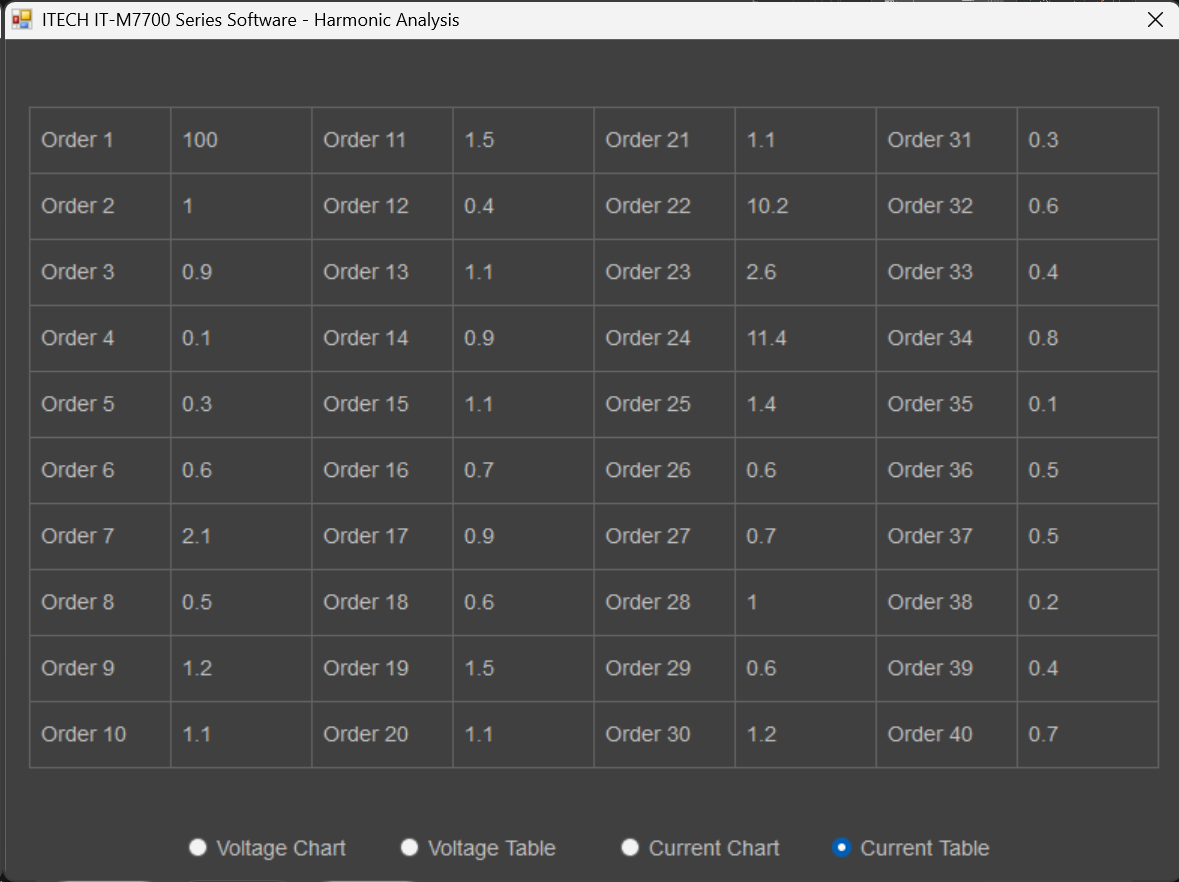 ITECH IT-M7700 Series Software - Harmonic Analysis
Order 1 100 Order 11 1.5 Order 21 1.1 Order 31 0.3
Order 2 1 Order 12 0.4 Order 22 10.2 Order 32 0.6
Order 3 0.9 Order 13 1.1 Order 23 2.6 Order 33 0.4
Order 4 0.1 Order 14 0.9 Order 24 11.4 Order 34 0.8
Order 5 0.3 Order 15 1.1 Order 25 1.4 Order 35 0.1
Order 6 0.6 Order 16 0.7 Order 26 0.6 Order 36 0.5
Order 7 2.1 Order 17 0.9 Order 27 0.7 Order 37 0.5
Order 8 0.5 Order 18 0.6 Order 28 1 Order 38 0.2
Order 9 1.2 Order 19 1.5 Order 29 0.6 Order 39 0.4
Order 10 1.1 Order 20 1.1 Order 30 1.2 Order 40 0.7
Voltage Chart Voltage Table Current Chart Current Table